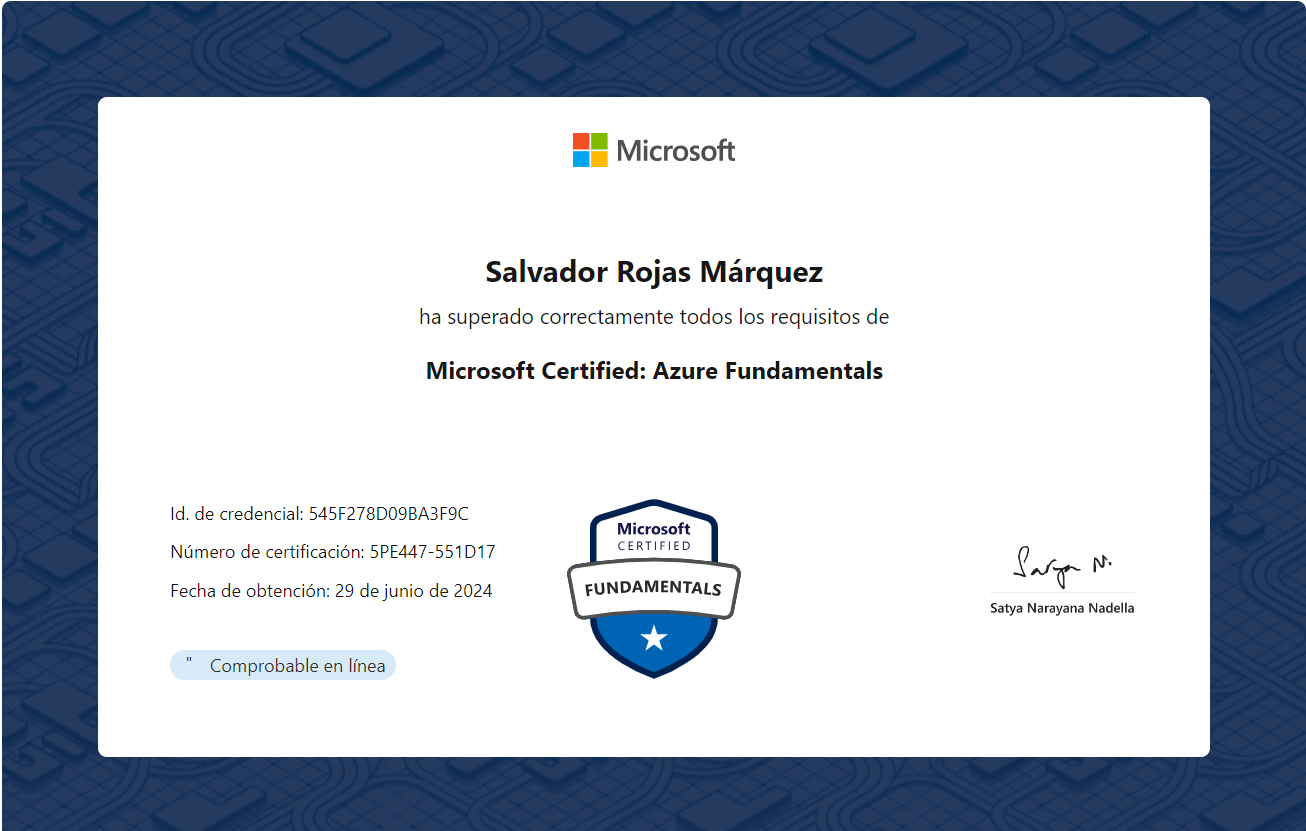 Microsoft
Salvador Rojas Márquez
ha superado correctamente todos los requisitos de
Microsoft Certified: Azure Fundamentals
Id. de credencial: 545F278D09BA3F9C
Número de certificación: 5PE447-551D17
Fecha de obtención: 29 de junio de 2024
" Comprobable en línea
Microsoft
CERTIFIED
FUNDAMENTALS
Satya N.
Satya Narayana Nadella